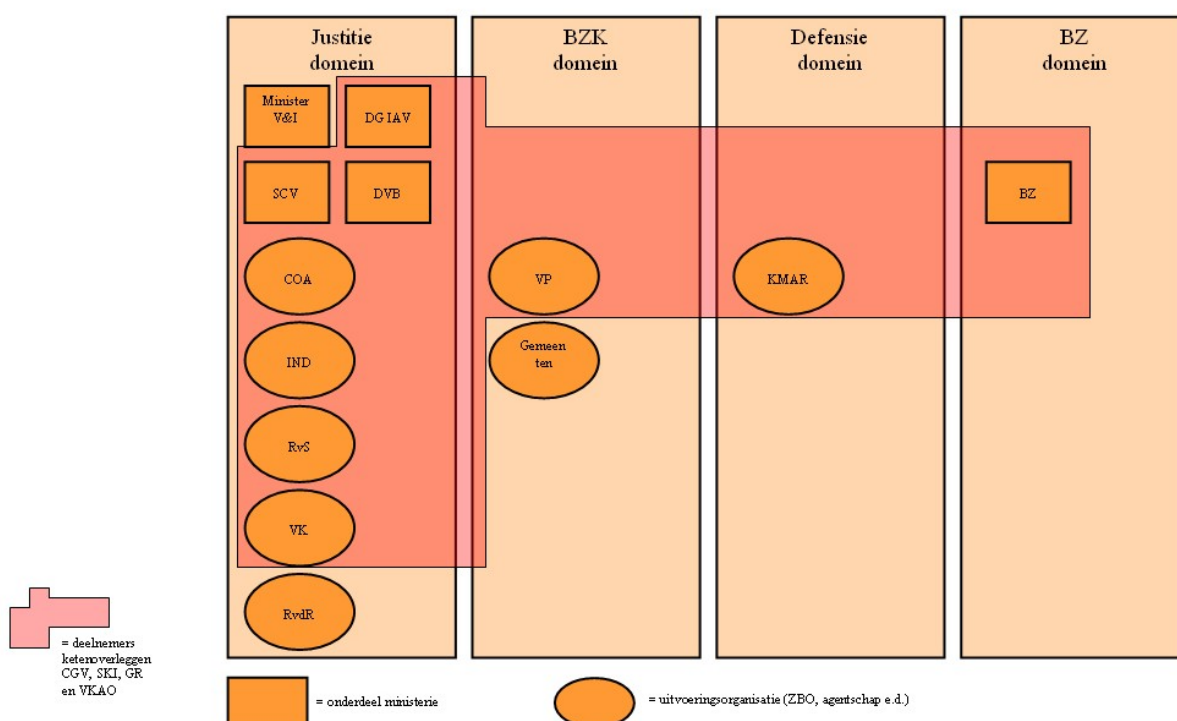 Justitie
domein
BZK
domein
Defensie
domein
BZ
domein
Minister
V&I
DG IAV
SCV
DVB
BZ
COA
VP
KMAR
IND
Gemeen
ten
RvS
VK
RvdR
= deelnemers
ketenoverleggen
CGV, SKI, GR
en VKAO
= onderdeel ministerie
= uitvoeringsorganisatie (ZBO, agentschap e.d.)